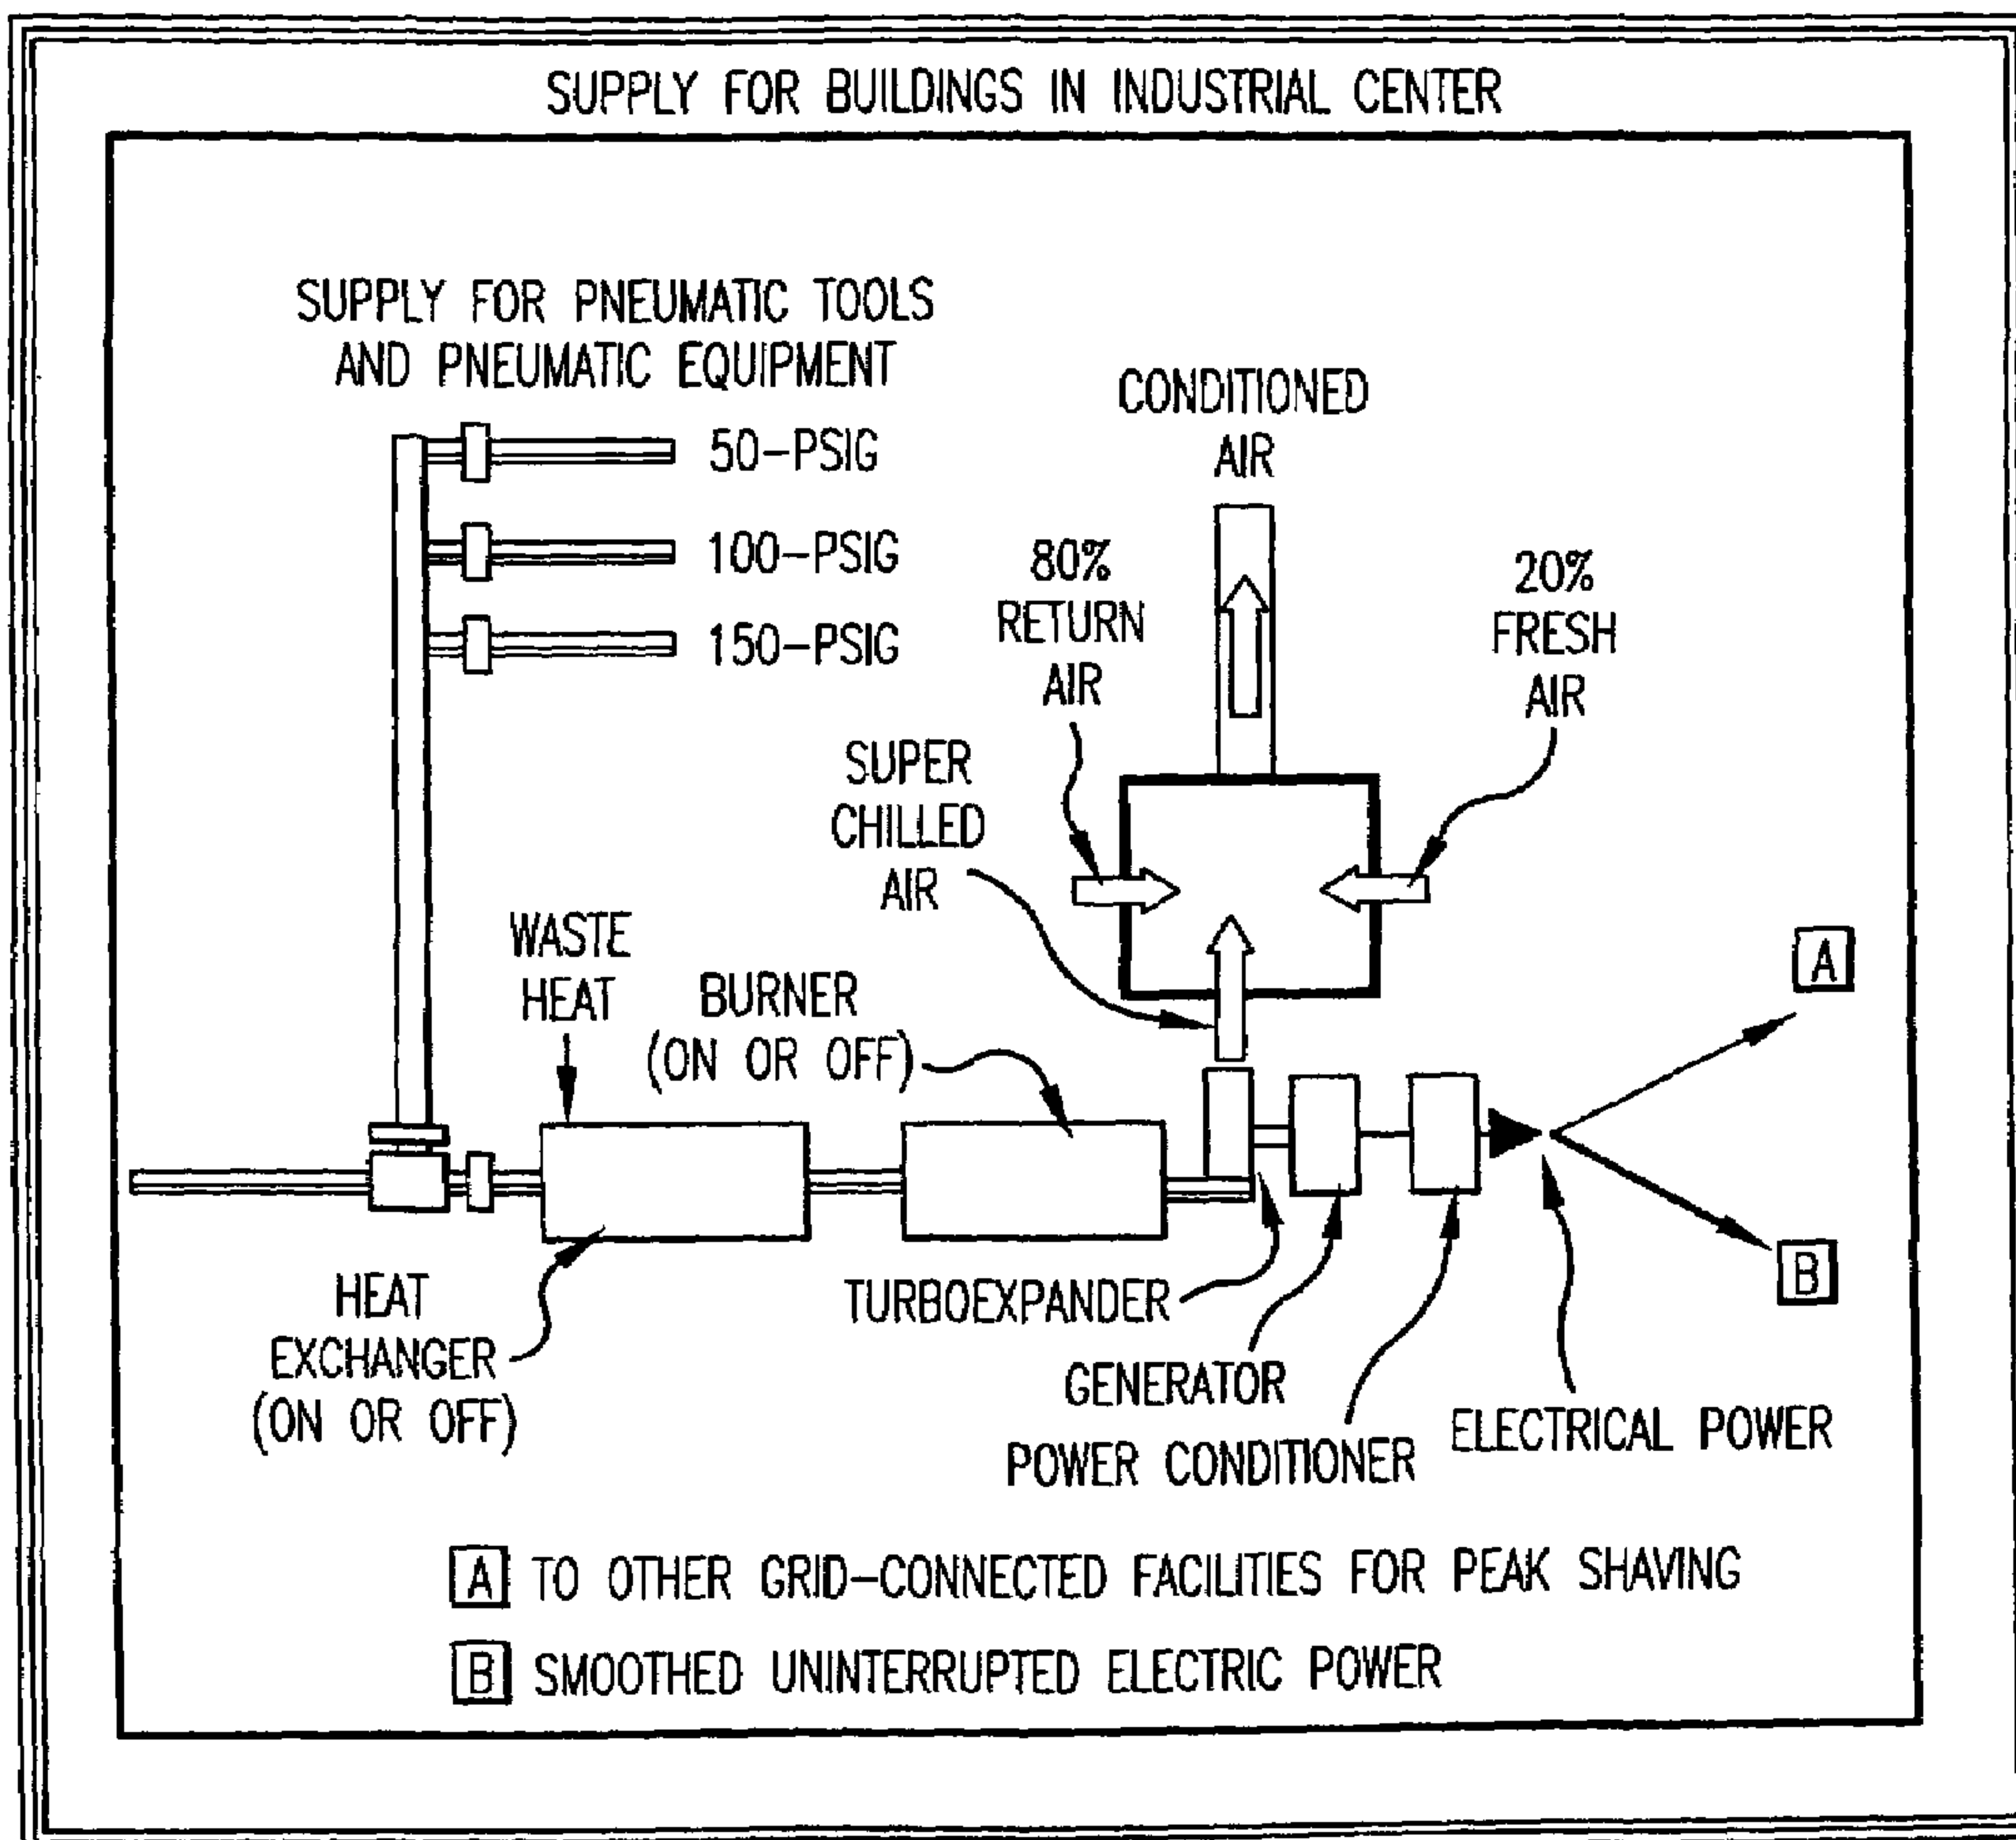 SUPPLY FOR BUILDINGS IN INDUSTRIAL CENTER
SUPPLY FOR PNEUMATIC TOOLS
AND PNEUMATIC EQUIPMENT
50-PSIG
100-PSIG
150-PSIG
CONDITIONED
AIR
80%
RETURN
AIR
20%
FRESH
AIR
SUPER
CHILLED
AIR
WASTE
HEAT
BURNER
(ON OR OFF)
A
B
HEAT
EXCHANGER
(ON OR OFF)
TURBOEXPANDER
GENERATOR
POWER CONDITIONER
ELECTRICAL POWER
A TO OTHER GRID-CONNECTED FACILITIES FOR PEAK SHAVING
B SMOOTHED UNINTERRUPTED ELECTRIC POWER